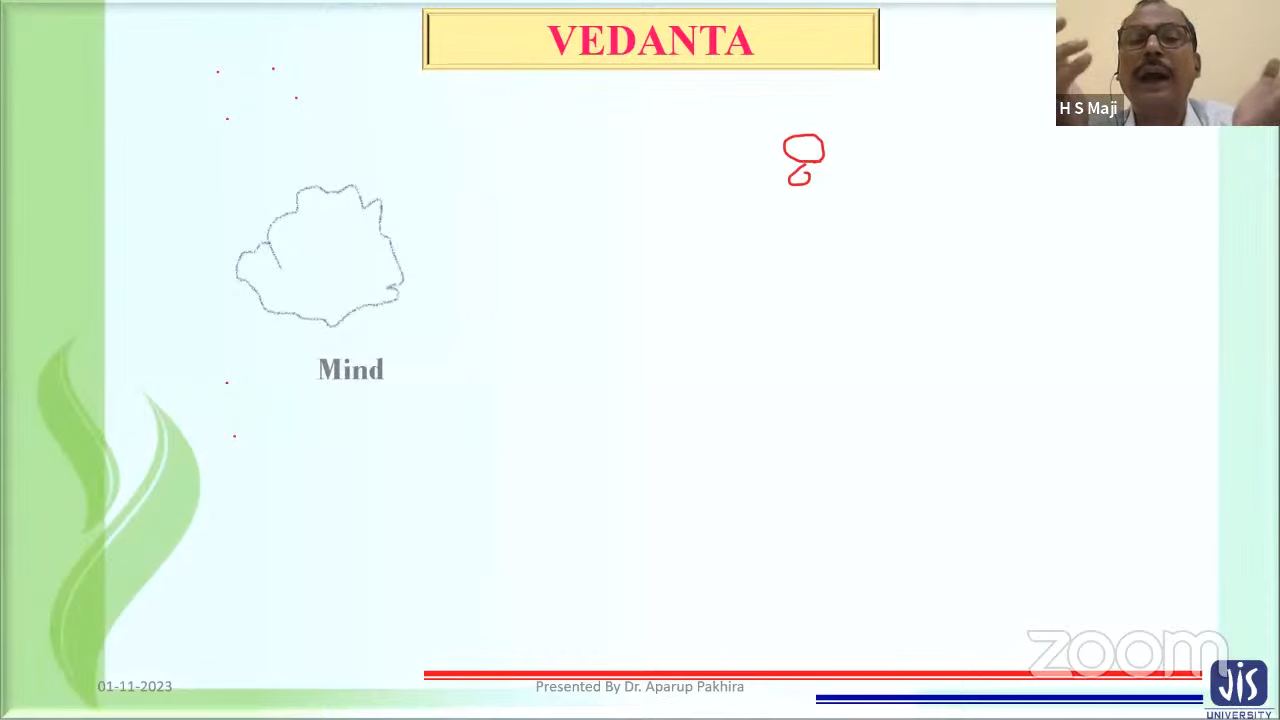 VEDANTA
H S Maji
Mind
zoom
01-11-2023
Presented By Dr. Aparup Pakhira
JIS
UNIVERSITY